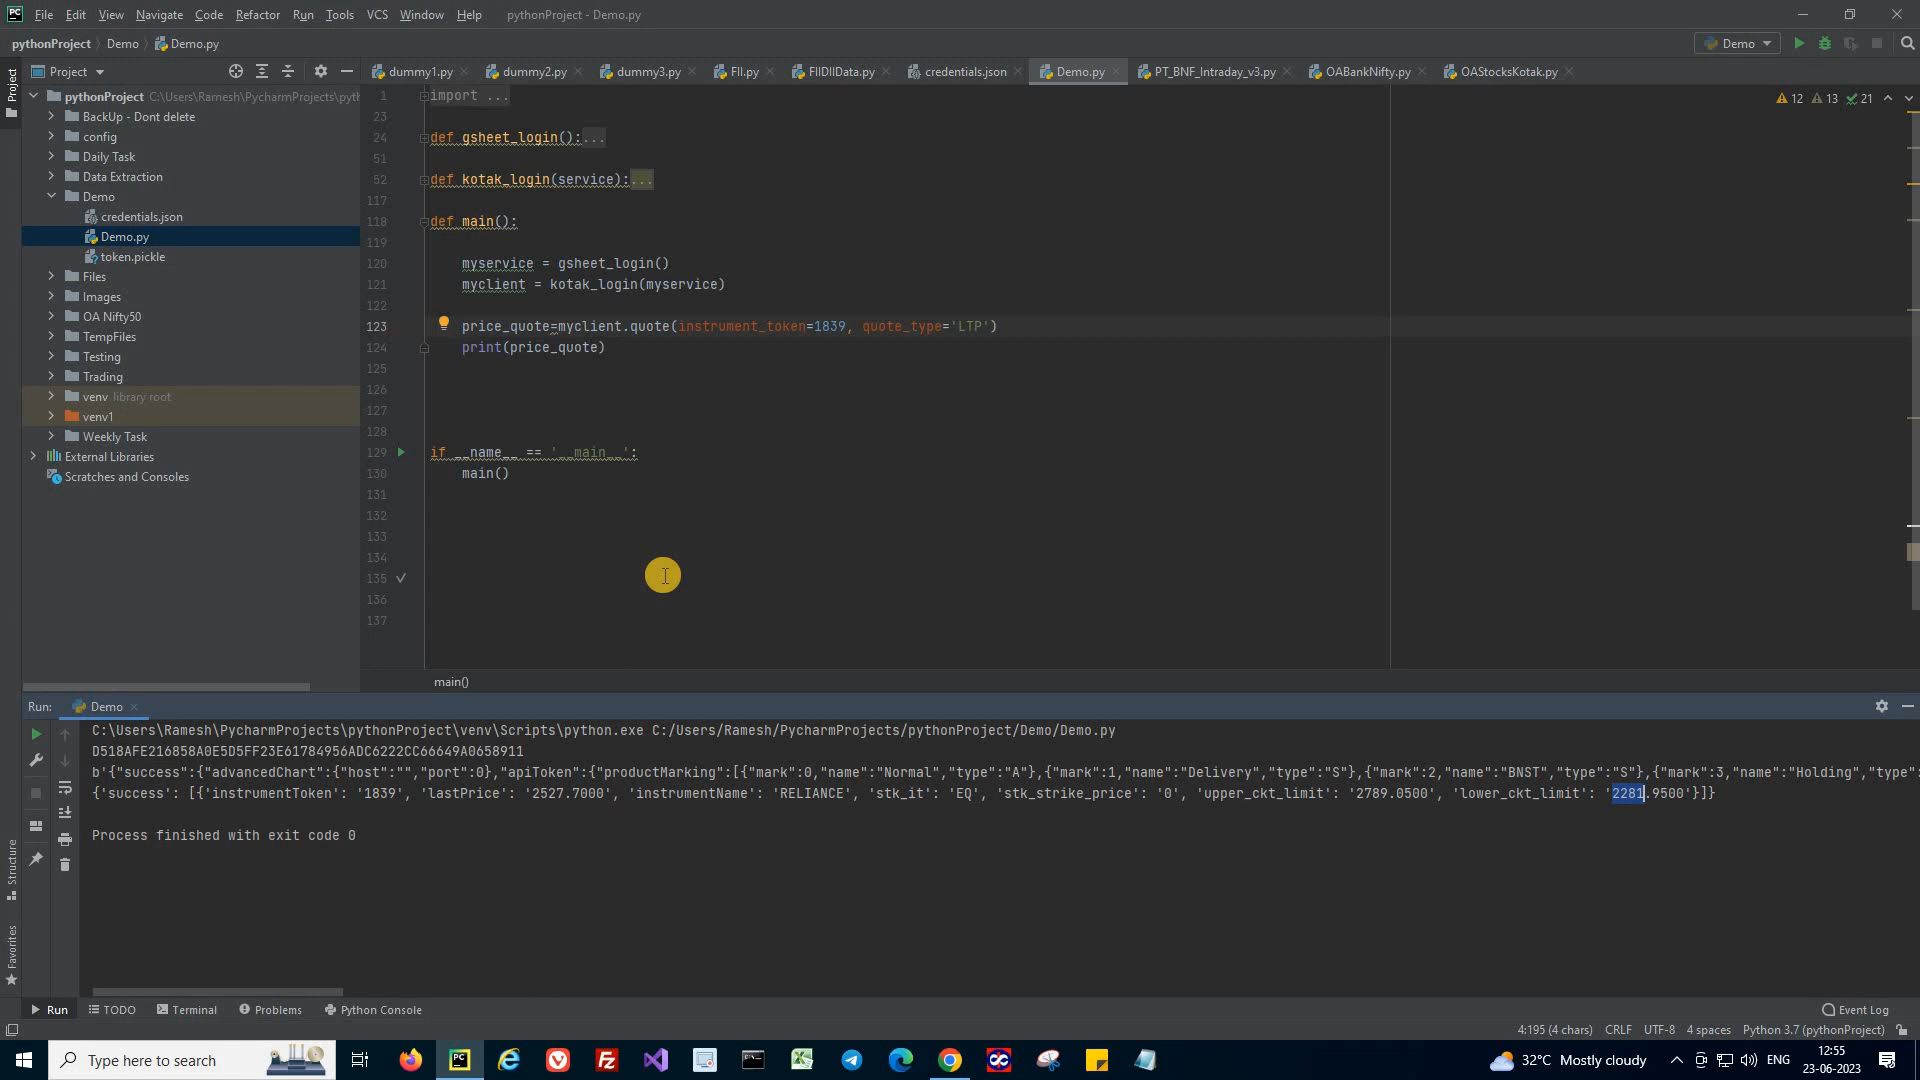 PC File Edit View Navigate Code Refactor Run Tools VCS Window Help pythonProject - Demo.py
pythonProject Demo Demo.py Demo
Project dummy1.py dummy2.py dummy3.py FII.py FIIDIIData.py credentials.json Demo.py PT_BNF_Intraday_v3.py OABankNifty.py OAStocksKotak.py
Project
pythonProject C:\Users\Ramesh\PycharmProjects\pyth
BackUp - Dont delete
config
Daily Task
Data Extraction
Demo
credentials.json
Demo.py
token.pickle
Files
Images
OA Nifty50
TempFiles
Testing
Trading
venv library root
venv1
Weekly Task
External Libraries
Scratches and Consoles
12 13 21
1 import ...
23
24 def gsheet_login():...
51
52 def kotak_login(service):...
117
118 def main():
119
120 myservice = gsheet_login()
121 myclient = kotak_login(myservice)
122
123 price_quote=myclient.quote(instrument_token=1839, quote_type='LTP')
124 print(price_quote)
125
126
127
128
129 if __name__ == '__main__':
130 main()
131
132
133
134
135
136
137
main()
Run: Demo
C:\Users\Ramesh\PycharmProjects\pythonProject\venv\Scripts\python.exe C:/Users/Ramesh/PycharmProjects/pythonProject/Demo/Demo.py
D518AFE216858A0E5D5FF23E61784956ADC6222CC66649A0658911
b'{"success":{"advancedChart":{"host":"","port":0},"apiToken":{"productMarking":[{"mark":0,"name":"Normal","type":"A"},{"mark":1,"name":"Delivery","type":"S"},{"mark":2,"name":"BNST","type":"S"},{"mark":3,"name":"Holding","type":
{'success': [{'instrumentToken': '1839', 'lastPrice': '2527.7000', 'instrumentName': 'RELIANCE', 'stk_it': 'EQ', 'stk_strike_price': '0', 'upper_ckt_limit': '2789.0500', 'lower_ckt_limit': '2281.9500'}]}
Process finished with exit code 0
Structure
Favorites
Run TODO Terminal Problems Python Console Event Log
4:195 (4 chars) CRLF UTF-8 4 spaces Python 3.7 (pythonProject)
Type here to search
32°C Mostly cloudy ENG
12:55
23-06-2023